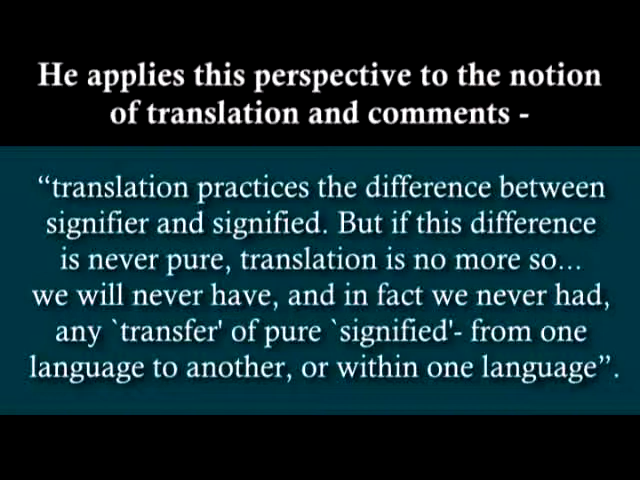 He applies this perspective to the notion
of translation and comments -
“translation practices the difference between
signifier and signified. But if this difference
is never pure, translation is no more so...
we will never have, and in fact we never had,
any `transfer' of pure `signified'- from one
language to another, or within one language”.